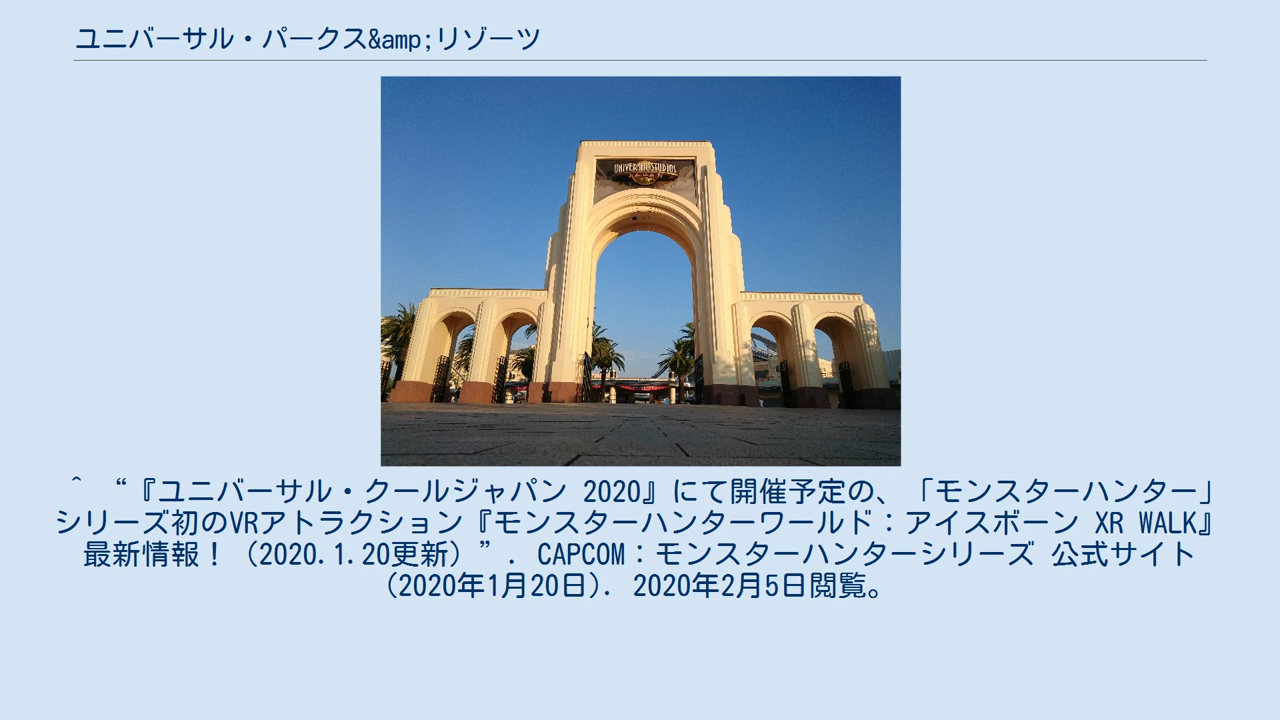 ユニバーサル・パークス&amp;リゾーツ
UNIVERSAL STUDIOS
^ “『ユニバーサル・クールジャパン 2020』にて開催予定の、「モンスターハンター」
シリーズ初のVRアトラクション『モンスターハンターワールド：アイスボーン XR WALK』
最新情報！（2020.1.20更新）”. CAPCOM：モンスターハンターシリーズ 公式サイト
(2020年1月20日). 2020年2月5日閲覧。